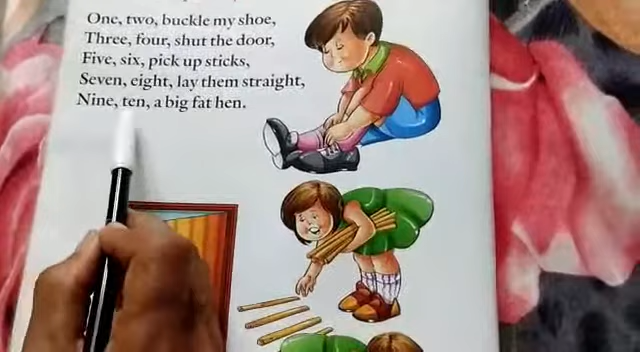 One, two, buckle my shoe,
Three, four, shut the door,
Five, six, pick up sticks,
Seven, eight, lay them straight,
Nine, ten, a big fat hen.